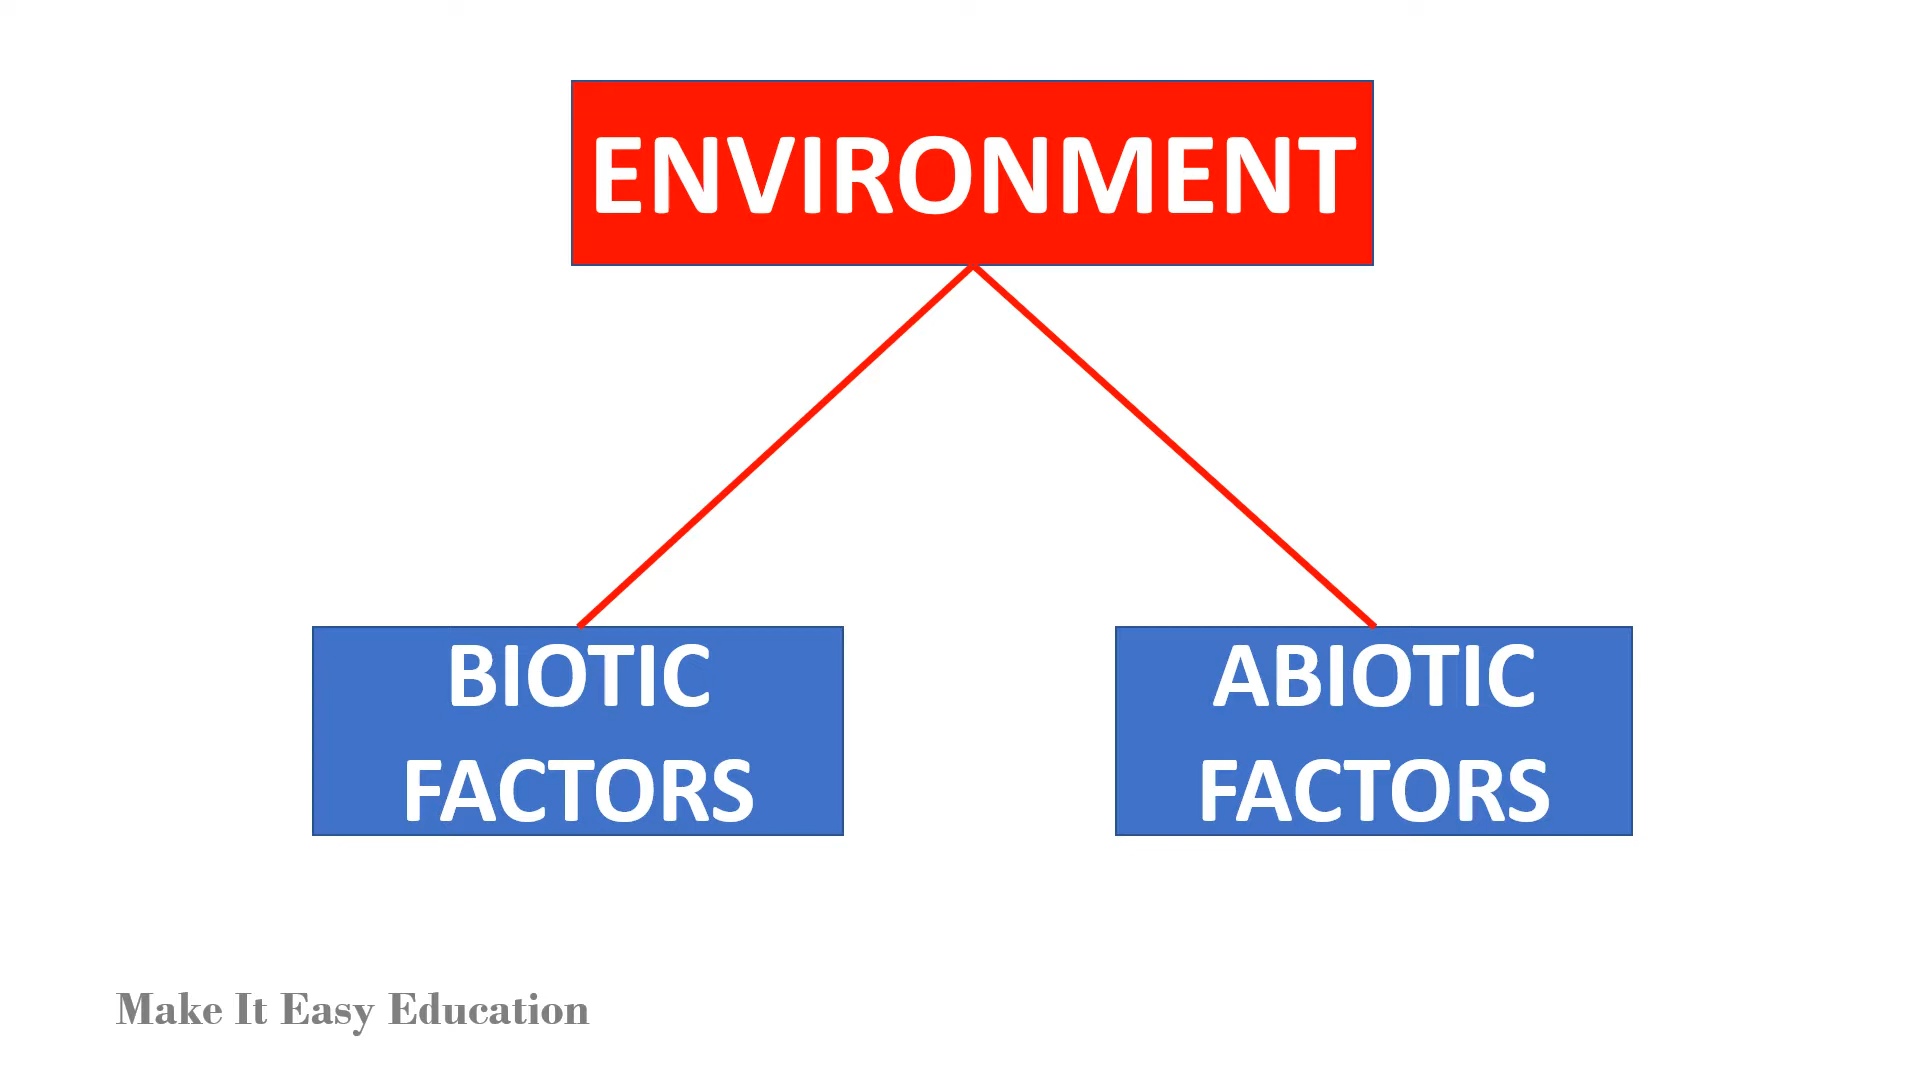 ENVIRONMENT
BIOTIC
FACTORS
ABIOTIC
FACTORS
Make It Easy Education